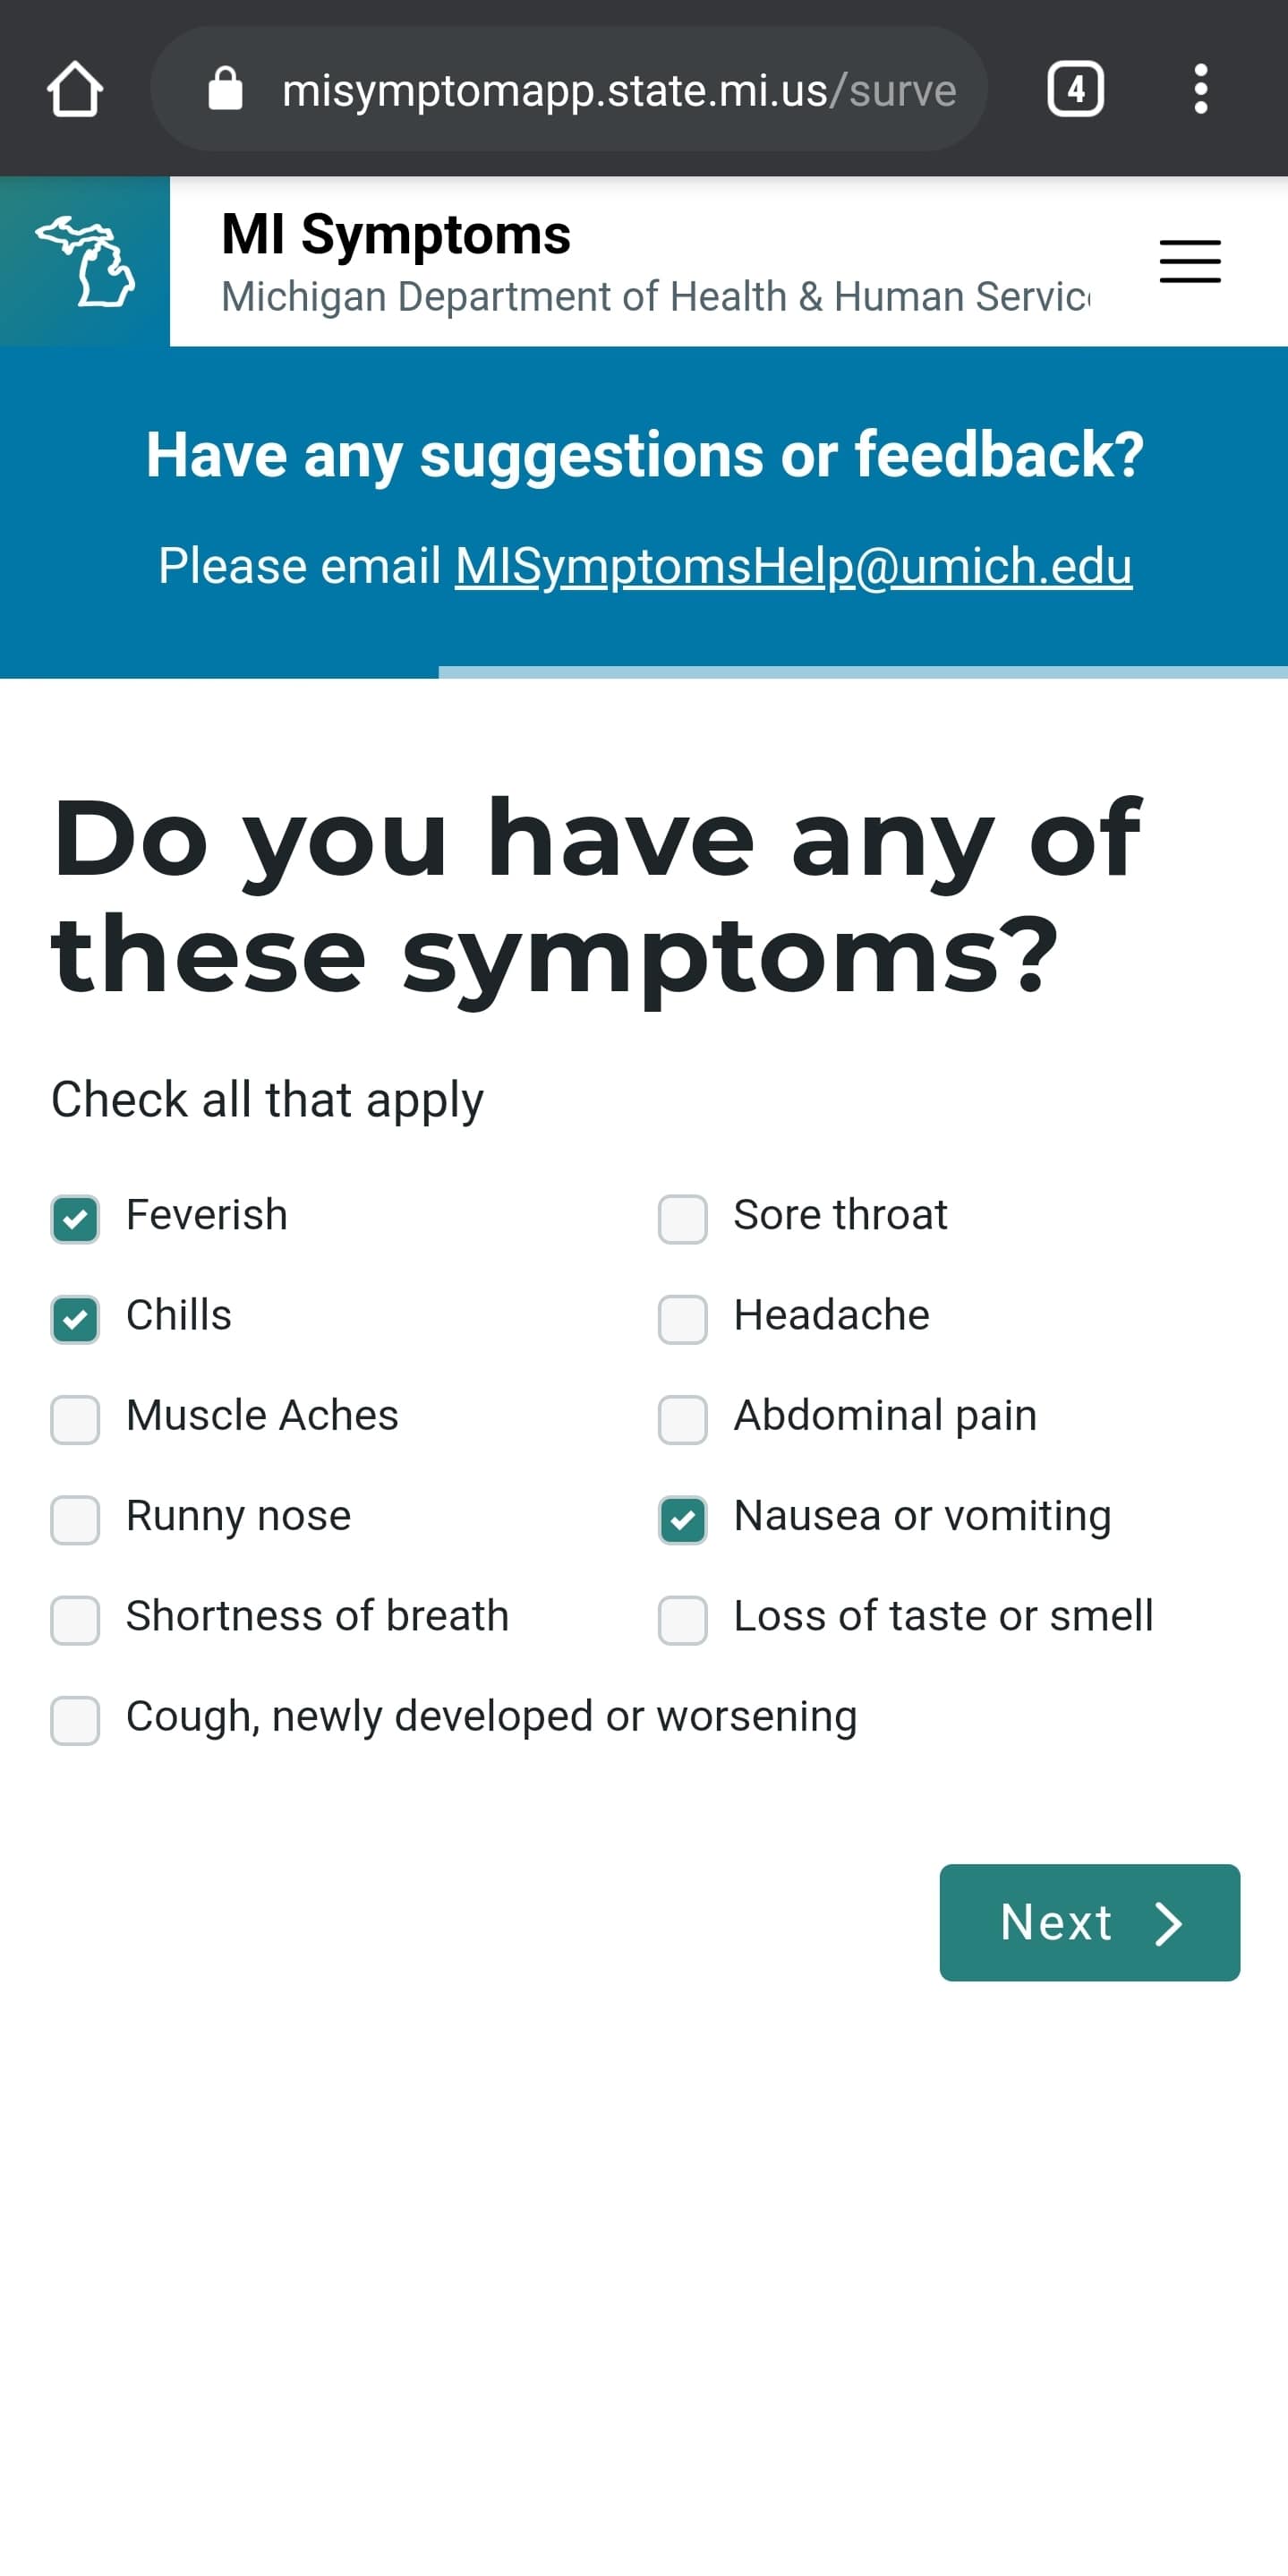 misymptomapp.state.mi.us/surve
4
MI Symptoms
Michigan Department of Health & Human Servic
Have any suggestions or feedback?
Please email MISymptomsHelp@umich.edu
Do you have any of
these symptoms?
Check all that apply
Feverish
Sore throat
Chills
Headache
Muscle Aches
Abdominal pain
Runny nose
Nausea or vomiting
Shortness of breath
Loss of taste or smell
Cough, newly developed or worsening
Next